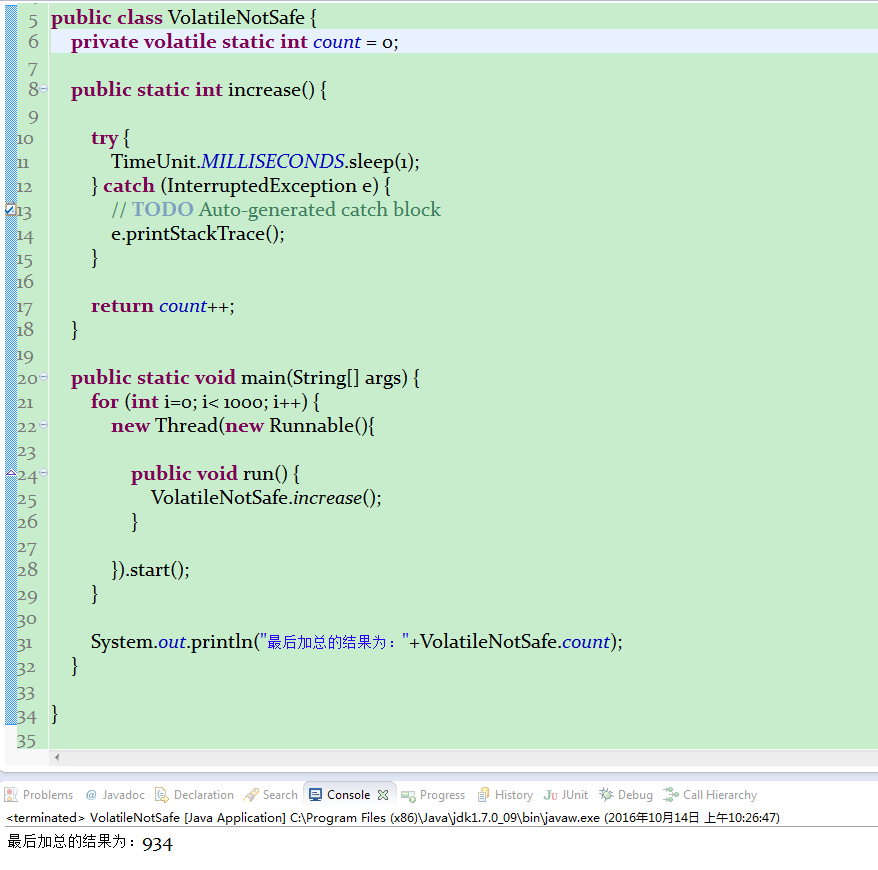 5 public class VolatileNotSafe {
6 private volatile static int count = 0;
7
8 public static int increase() {
9
10 try {
11 TimeUnit.MILLISECONDS.sleep(1);
12 } catch (InterruptedException e) {
13 // TODO Auto-generated catch block
14 e.printStackTrace();
15 }
16
17 return count++;
18 }
19
20 public static void main(String[] args) {
21 for (int i=0; i< 1000; i++) {
22 new Thread(new Runnable(){
23
24 public void run() {
25 VolatileNotSafe.increase();
26 }
27
28 }).start();
29 }
30
31 System.out.println("最后加总的结果为："+VolatileNotSafe.count);
32 }
33
34 }
35
Problems @ Javadoc Declaration Search Console Progress History Ju JUnit Debug Call Hierarchy
<terminated> VolatileNotSafe [Java Application] C:\Program Files (x86)\Java\jdk1.7.0_09\bin\javaw.exe (2016年10月14日 上午10:26:47)
最后加总的结果为：934